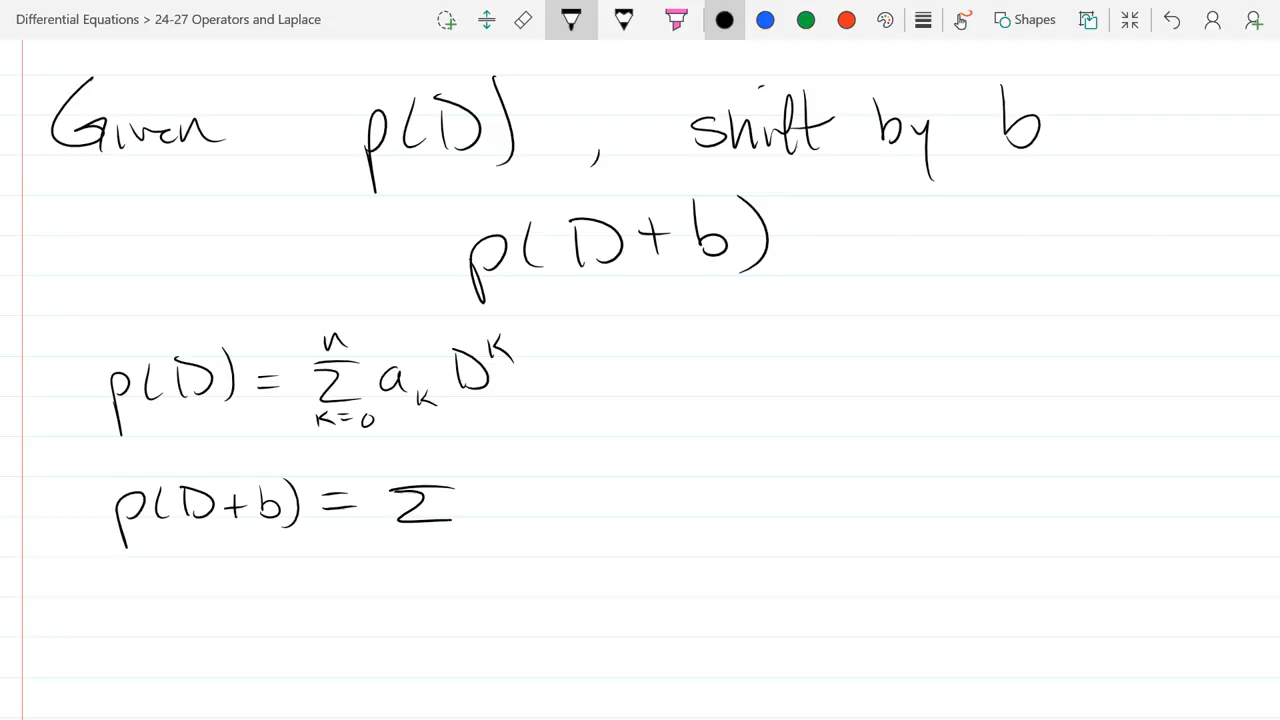 Differential Equations > 24-27 Operators and Laplace
Shapes
Given p(D), shift by b
p(D+b)
p(D) = Σ_{k=0}^{n} a_k D^k
p(D+b) = Σ